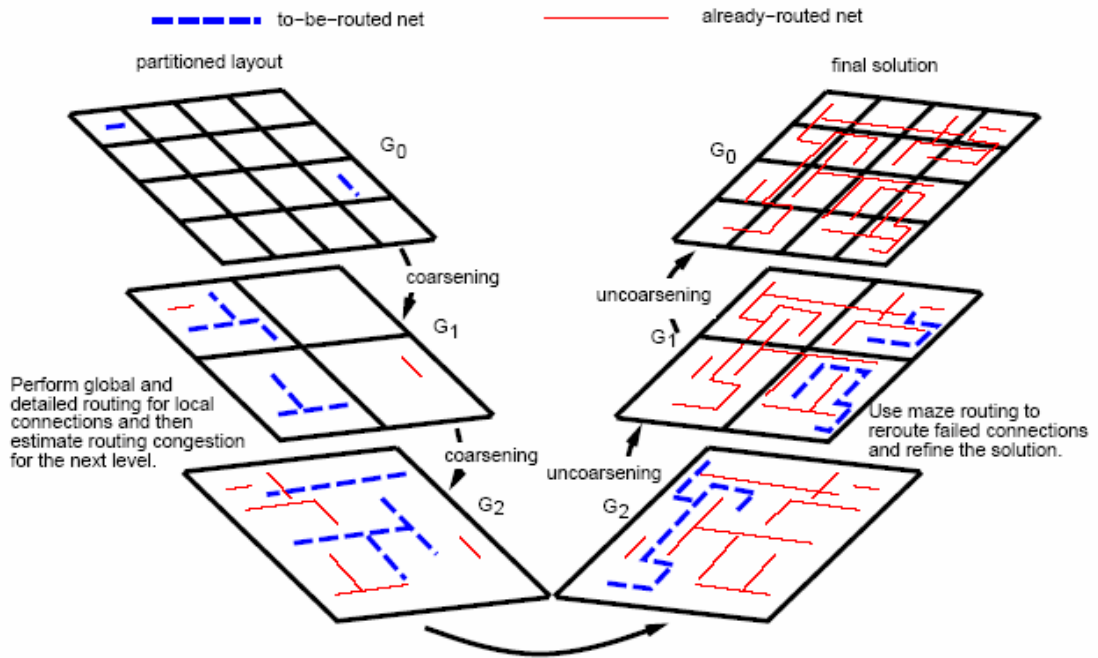 to-be-routed net
already-routed net
partitioned layout
final solution
G0
G0
coarsening
uncoarsening
G1
G1
Perform global and
detailed routing for local
connections and then
estimate routing congestion
for the next level.
Use maze routing to
reroute failed connections
and refine the solution.
coarsening
uncoarsening
G2
G2